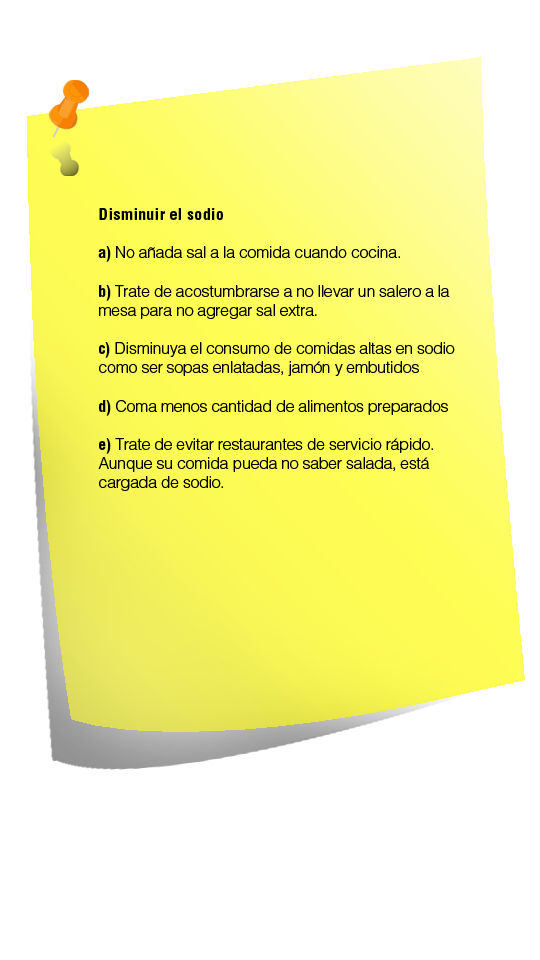 Disminuir el sodio
a) No añada sal a la comida cuando cocina.
b) Trate de acostumbrarse a no llevar un salero a la
mesa para no agregar sal extra.
c) Disminuya el consumo de comidas altas en sodio
como ser sopas enlatadas, jamón y embutidos
d) Coma menos cantidad de alimentos preparados
e) Trate de evitar restaurantes de servicio rápido.
Aunque su comida pueda no saber salada, está
cargada de sodio.